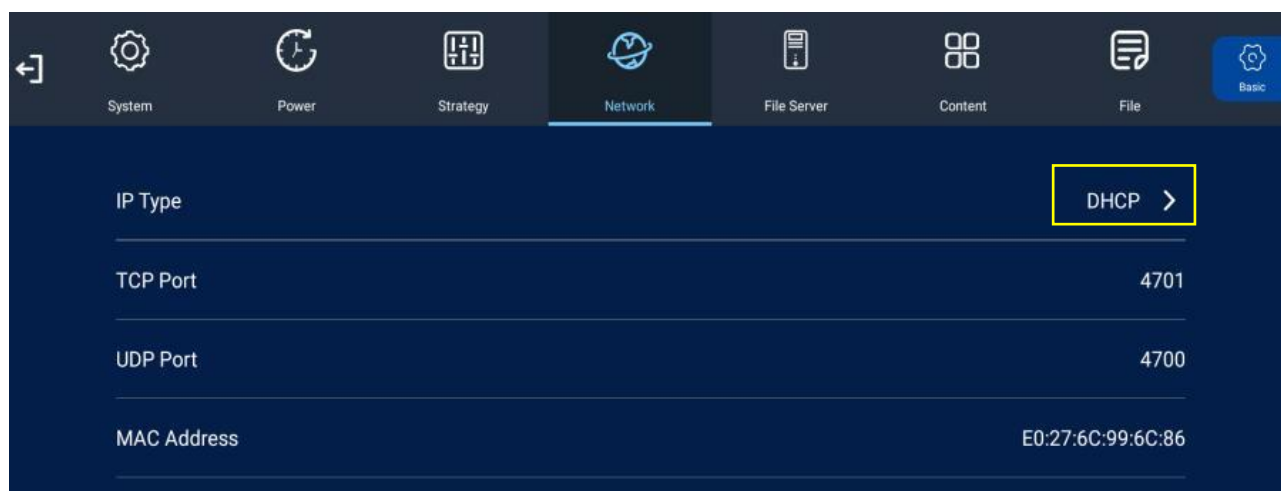 System Power Strategy Network File Server Content File Basic
IP Type DHCP
TCP Port 4701
UDP Port 4700
MAC Address E0:27:6C:99:6C:86